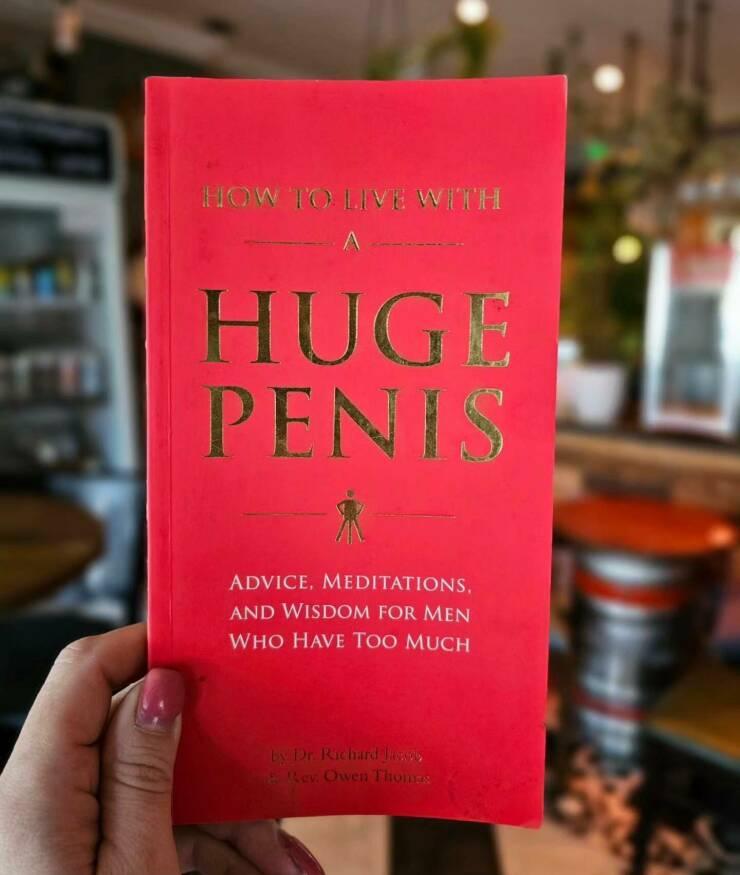 HOW TO LIVE WITH
A
HUGE
PENIS
ADVICE, MEDITATIONS,
AND WISDOM FOR MEN
WHO HAVE TOO MUCH
by Dr. Richard Jacob
& Rev. Owen Thomas